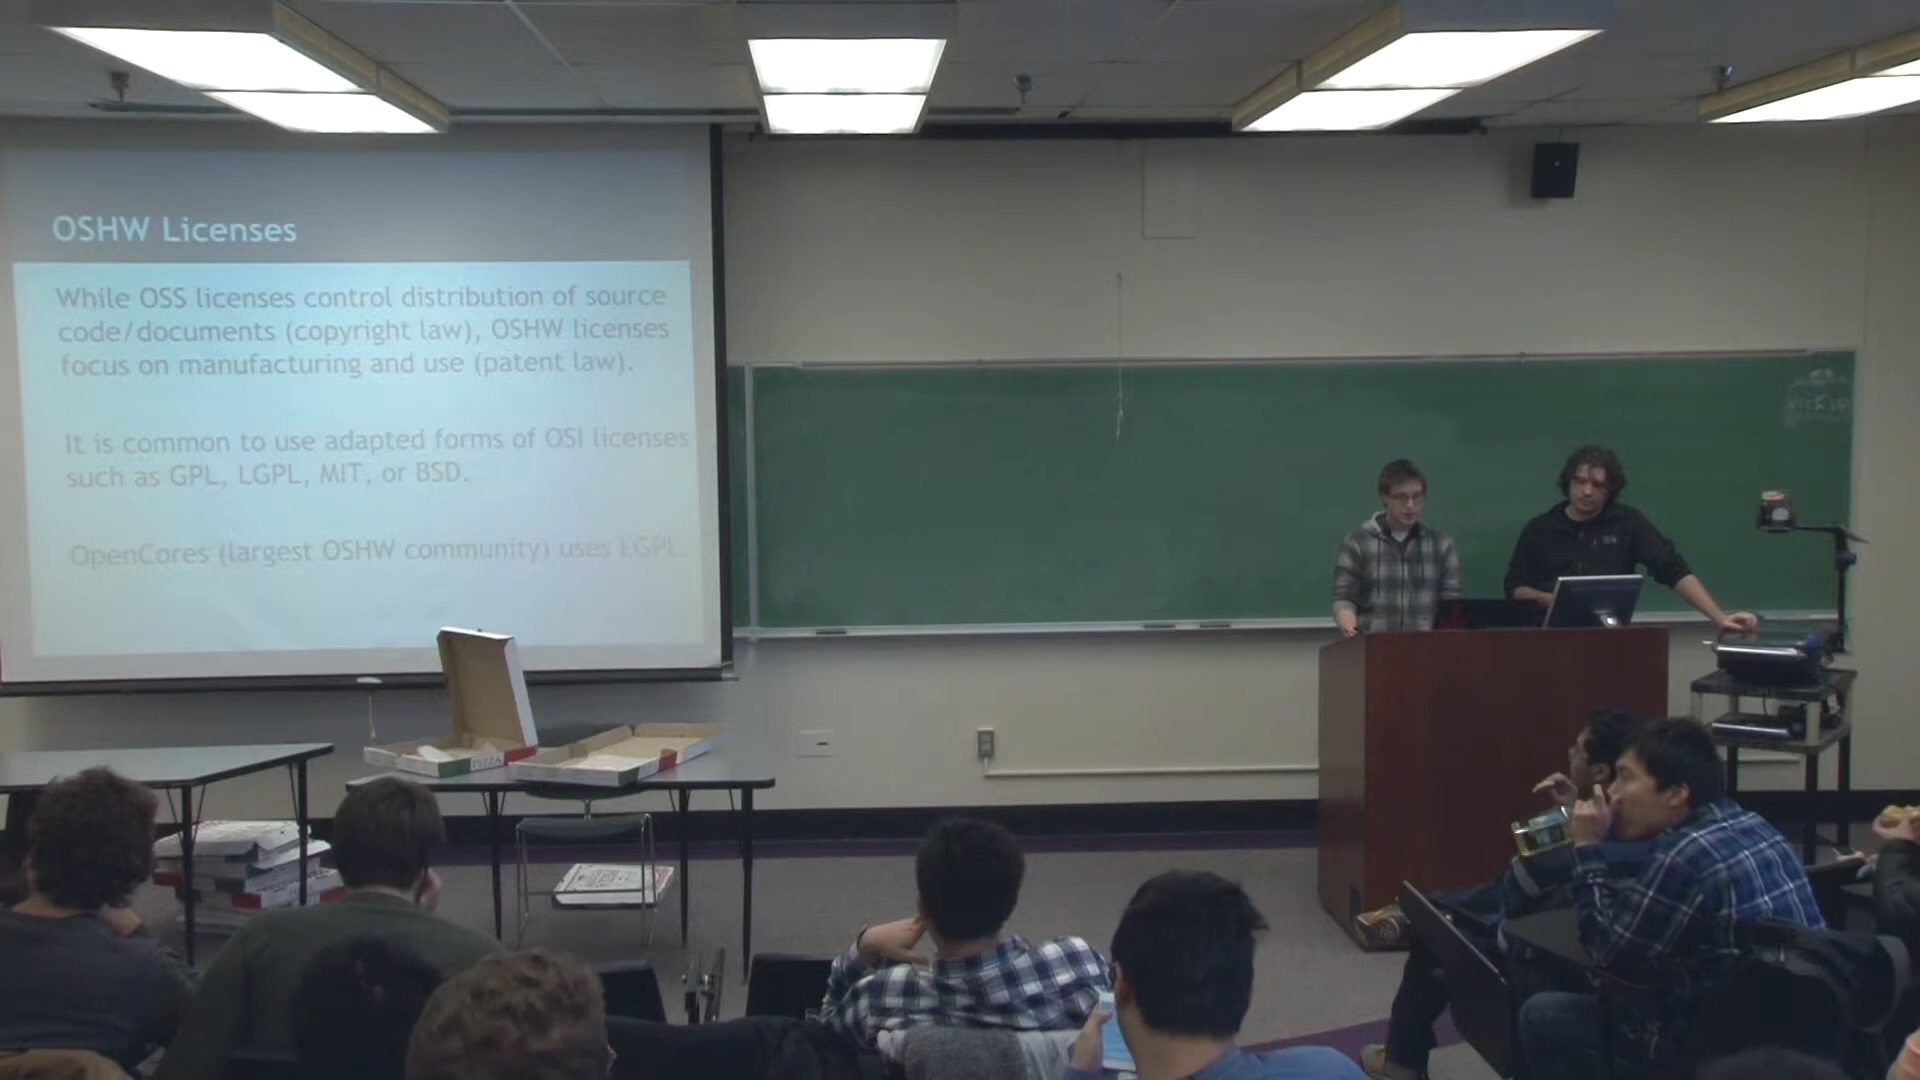 OSHW Licenses
While OSS licenses control distribution of source
code/documents (copyright law), OSHW licenses
focus on manufacturing and use (patent law).
It is common to use adapted forms of OSI licenses
such as GPL, LGPL, MIT, or BSD.
OpenCores (largest OSHW community) uses LGPL.
PIZZA